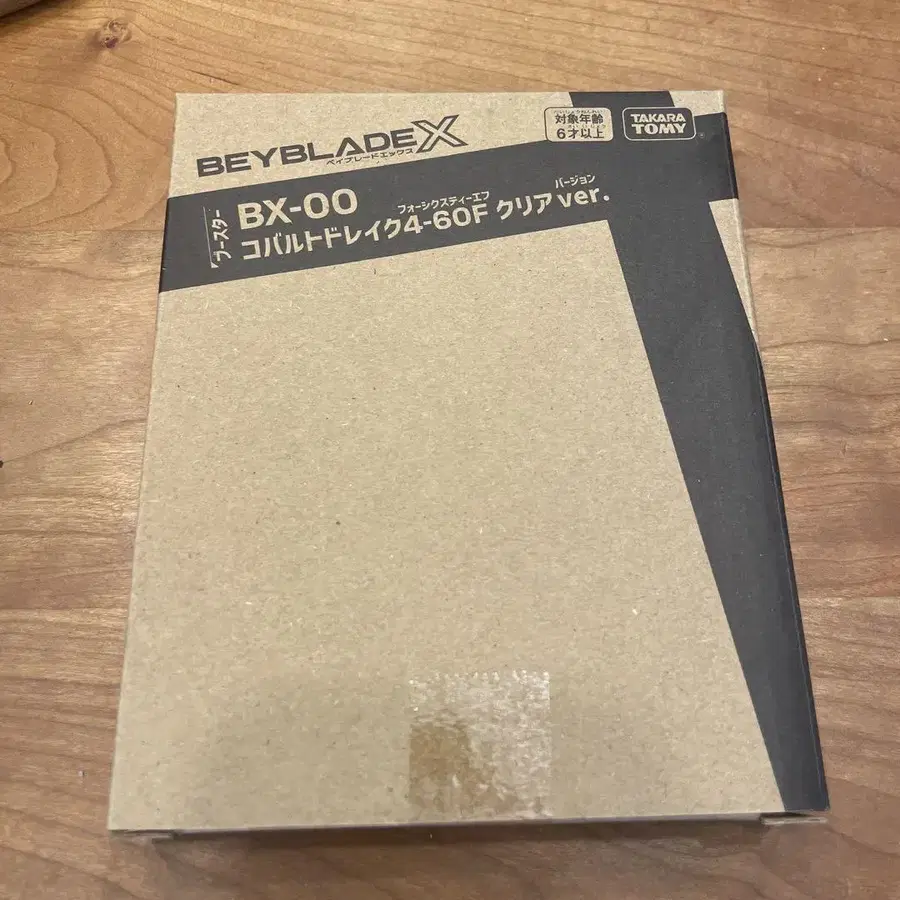 BEYBLADE X
ベイブレードエックス
対象年齢
6才以上
TAKARA
TOMY
ブースター
BX-00
フォーシクスティーエフ
バージョン
コバルトドレイク4-60F クリアver.